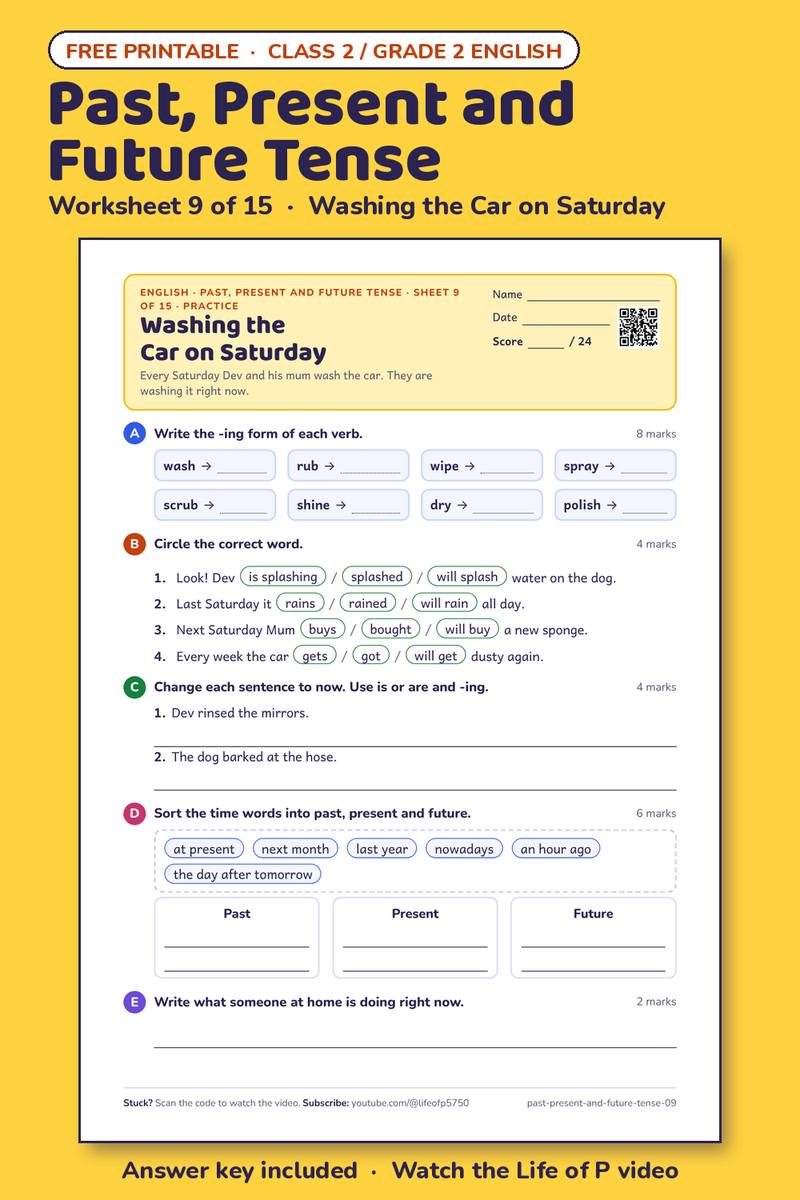 FREE PRINTABLE · CLASS 2 / GRADE 2 ENGLISH
Past, Present and
Future Tense
Worksheet 9 of 15 · Washing the Car on Saturday
ENGLISH · PAST, PRESENT AND FUTURE TENSE · SHEET 9
OF 15 · PRACTICE
Washing the
Car on Saturday
Every Saturday Dev and his mum wash the car. They are
washing it right now.
Name
Date
Score / 24
A Write the -ing form of each verb. 8 marks
wash → rub → wipe → spray →
scrub → shine → dry → polish →
B Circle the correct word. 4 marks
1. Look! Dev is splashing / splashed / will splash water on the dog.
2. Last Saturday it rains / rained / will rain all day.
3. Next Saturday Mum buys / bought / will buy a new sponge.
4. Every week the car gets / got / will get dusty again.
C Change each sentence to now. Use is or are and -ing. 4 marks
1. Dev rinsed the mirrors.
2. The dog barked at the hose.
D Sort the time words into past, present and future. 6 marks
at present next month last year nowadays an hour ago
the day after tomorrow
Past Present Future
E Write what someone at home is doing right now. 2 marks
Stuck? Scan the code to watch the video. Subscribe: youtube.com/@lifeofp5750 past-present-and-future-tense-09
Answer key included · Watch the Life of P video